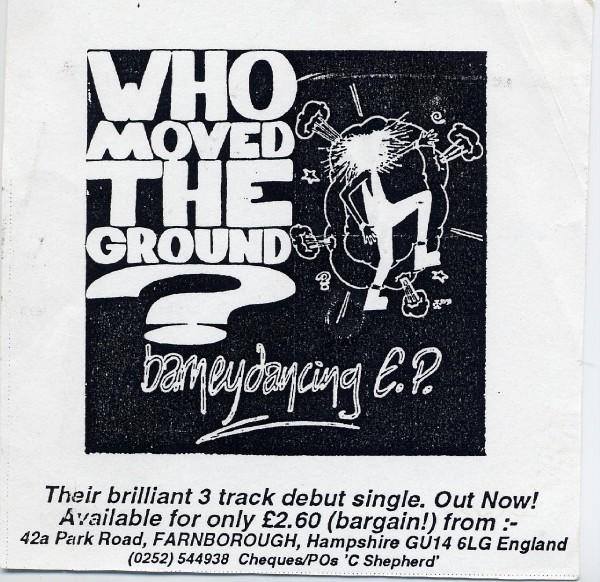 WHO
MOVED
THE
GROUND
?
barneydancing E.P.
Their brilliant 3 track debut single. Out Now!
Available for only £2.60 (bargain!) from :-
42a Park Road, FARNBOROUGH, Hampshire GU14 6LG England
(0252) 544938 Cheques/POs 'C Shepherd'